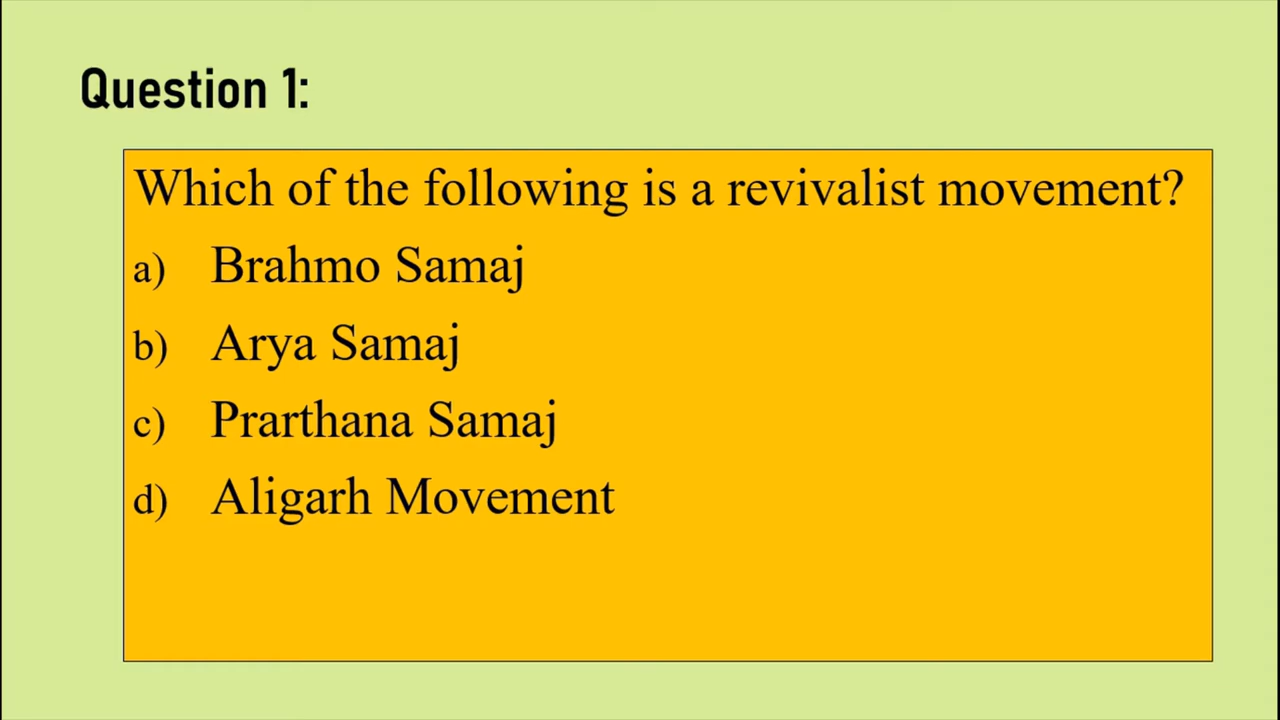 Question 1:
Which of the following is a revivalist movement?
a) Brahmo Samaj
b) Arya Samaj
c) Prarthana Samaj
d) Aligarh Movement